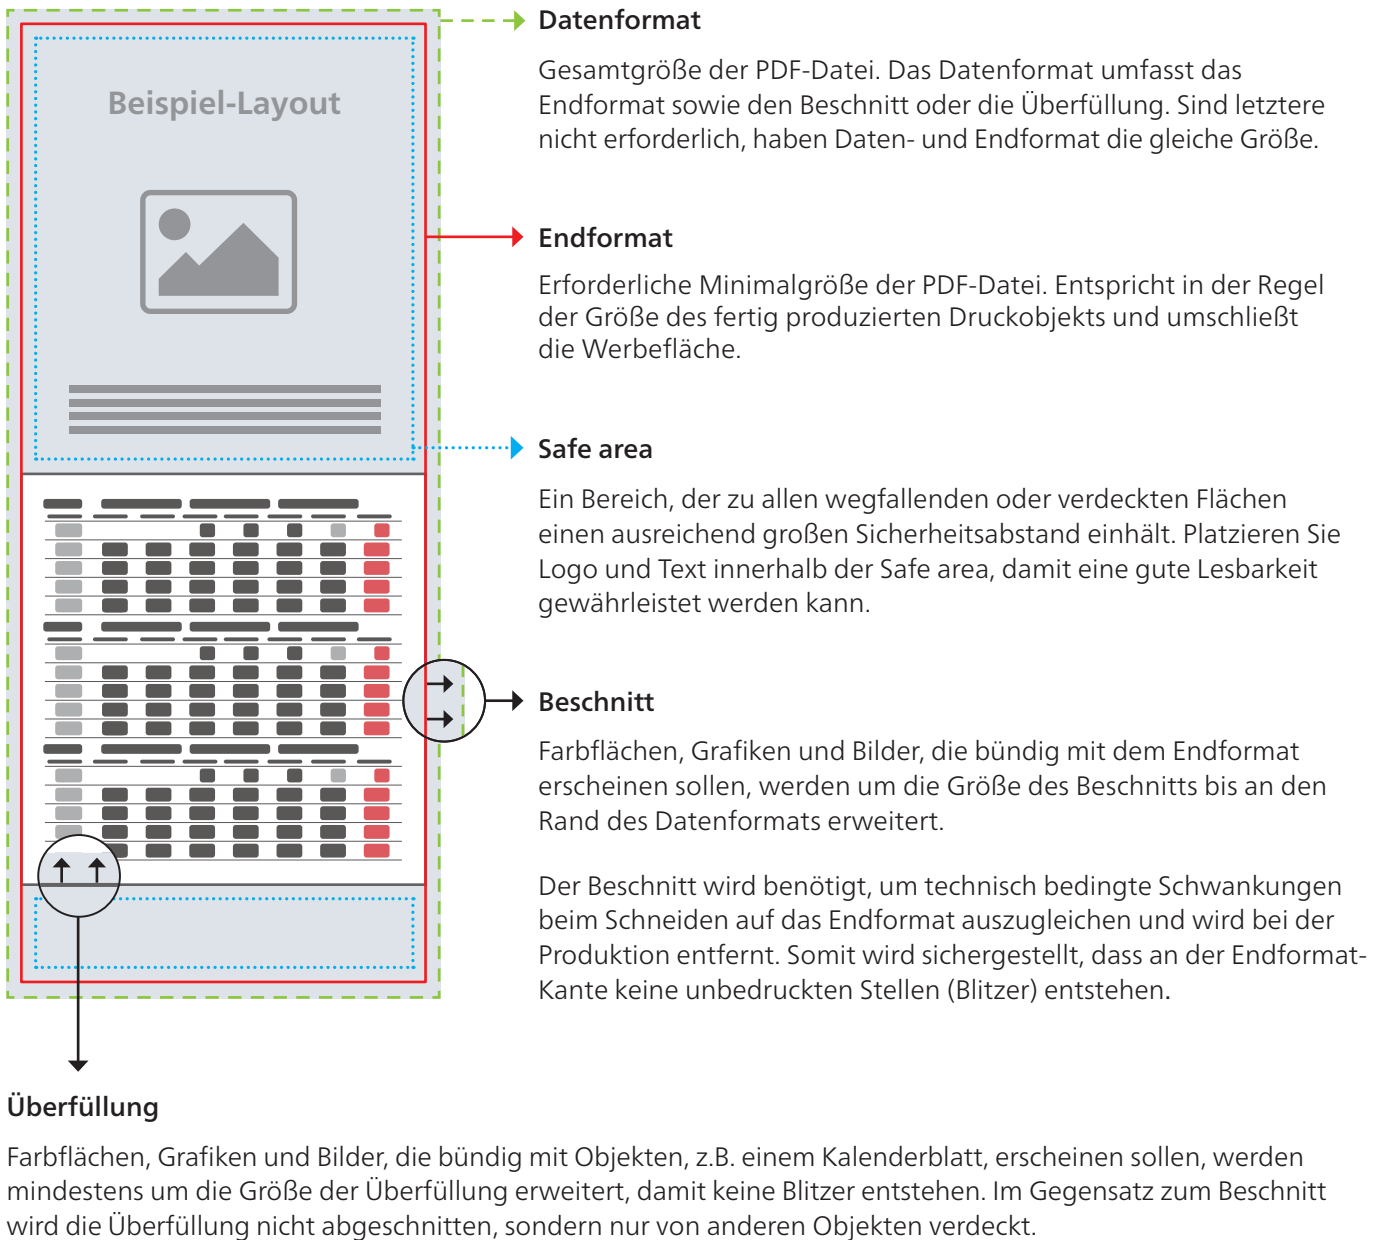 Beispiel-Layout
Datenformat
Gesamtgröße der PDF-Datei. Das Datenformat umfasst das
Endformat sowie den Beschnitt oder die Überfüllung. Sind letztere
nicht erforderlich, haben Daten- und Endformat die gleiche Größe.
Endformat
Erforderliche Minimalgröße der PDF-Datei. Entspricht in der Regel
der Größe des fertig produzierten Druckobjekts und umschließt
die Werbefläche.
Safe area
Ein Bereich, der zu allen wegfallenden oder verdeckten Flächen
einen ausreichend großen Sicherheitsabstand einhält. Platzieren Sie
Logo und Text innerhalb der Safe area, damit eine gute Lesbarkeit
gewährleistet werden kann.
Beschnitt
Farbflächen, Grafiken und Bilder, die bündig mit dem Endformat
erscheinen sollen, werden um die Größe des Beschnitts bis an den
Rand des Datenformats erweitert.
Der Beschnitt wird benötigt, um technisch bedingte Schwankungen
beim Schneiden auf das Endformat auszugleichen und wird bei der
Produktion entfernt. Somit wird sichergestellt, dass an der Endformat-
Kante keine unbedruckten Stellen (Blitzer) entstehen.
Überfüllung
Farbflächen, Grafiken und Bilder, die bündig mit Objekten, z.B. einem Kalenderblatt, erscheinen sollen, werden
mindestens um die Größe der Überfüllung erweitert, damit keine Blitzer entstehen. Im Gegensatz zum Beschnitt
wird die Überfüllung nicht abgeschnitten, sondern nur von anderen Objekten verdeckt.